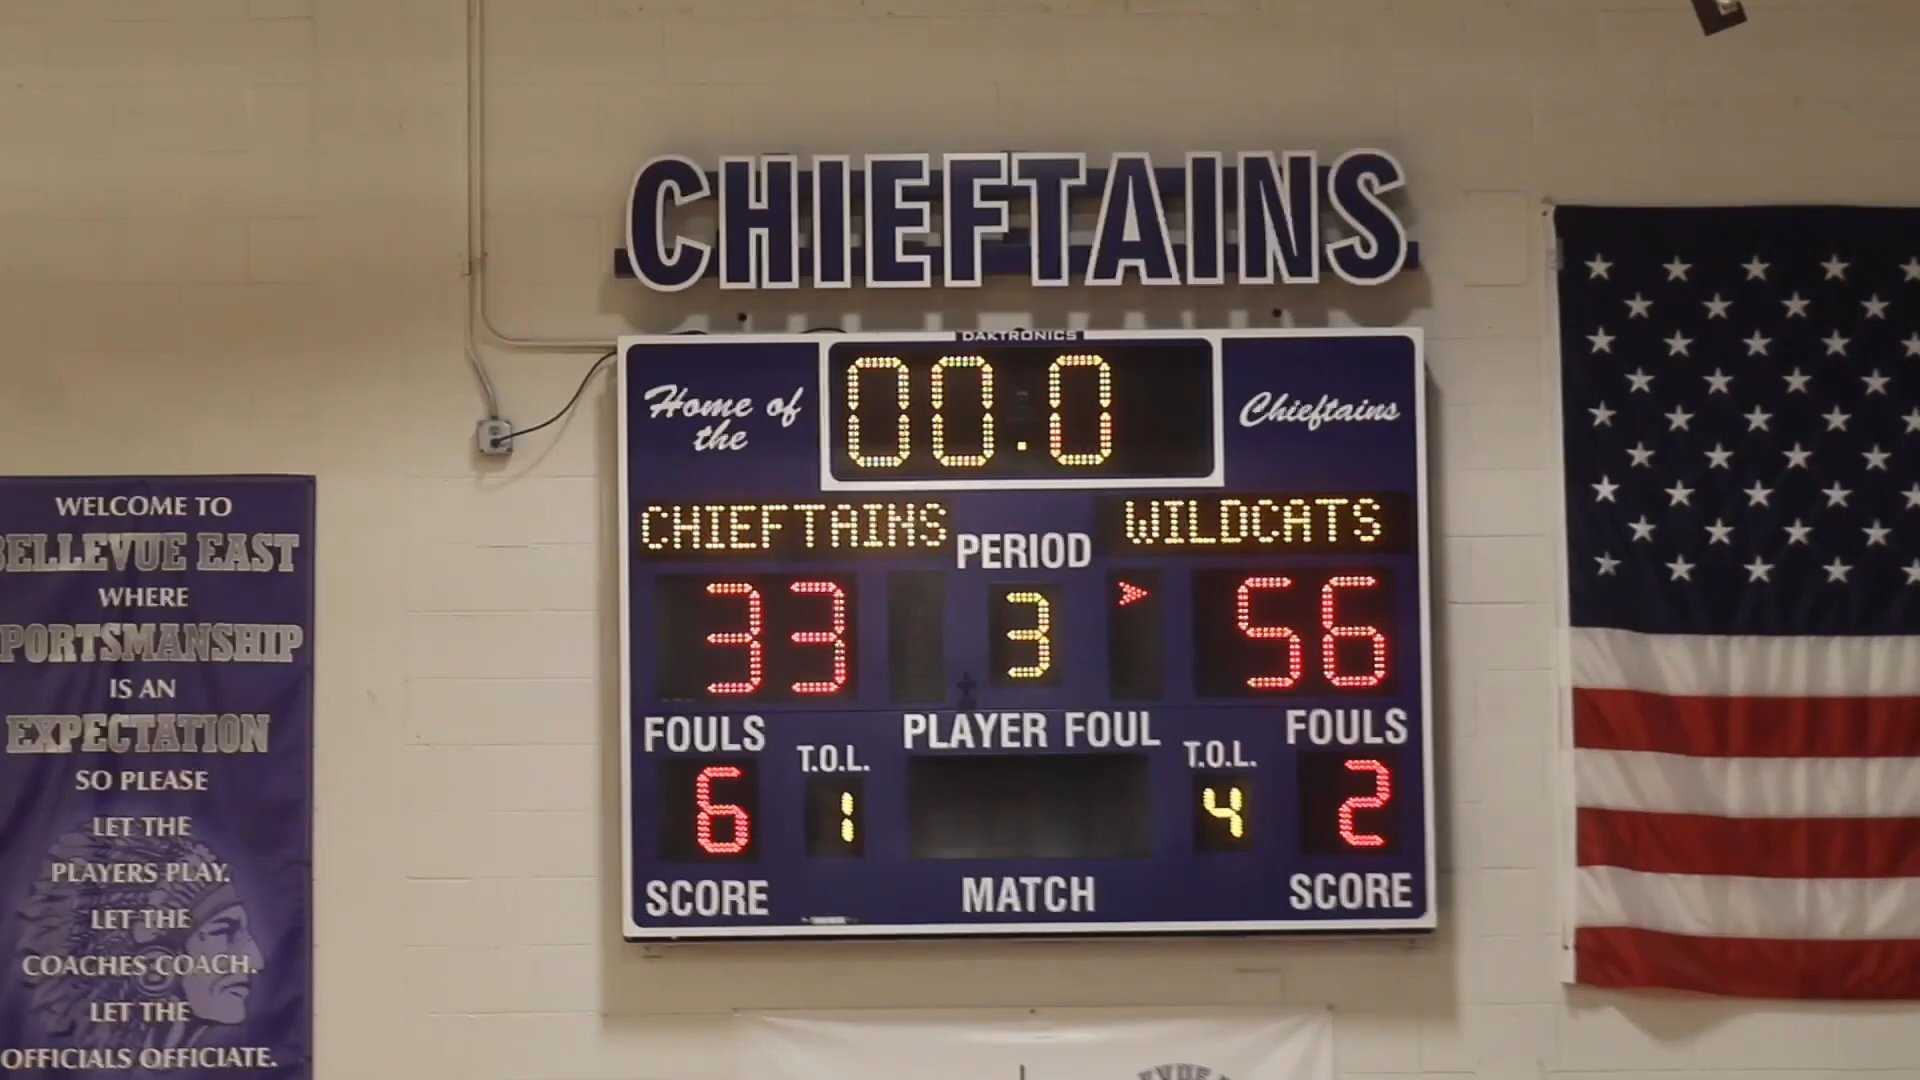 CHIEFTAINS
DAKTRONICS
Home of
the
00.0
Chieftains
CHIEFTAINS
WILDCATS
PERIOD
33
3
56
FOULS
PLAYER FOUL
FOULS
T.O.L.
T.O.L.
6
1
4
2
SCORE
MATCH
SCORE
WELCOME TO
BELLEVUE EAST
WHERE
SPORTSMANSHIP
IS AN
EXPECTATION
SO PLEASE
LET THE
PLAYERS PLAY.
LET THE
COACHES COACH.
LET THE
OFFICIALS OFFICIATE.